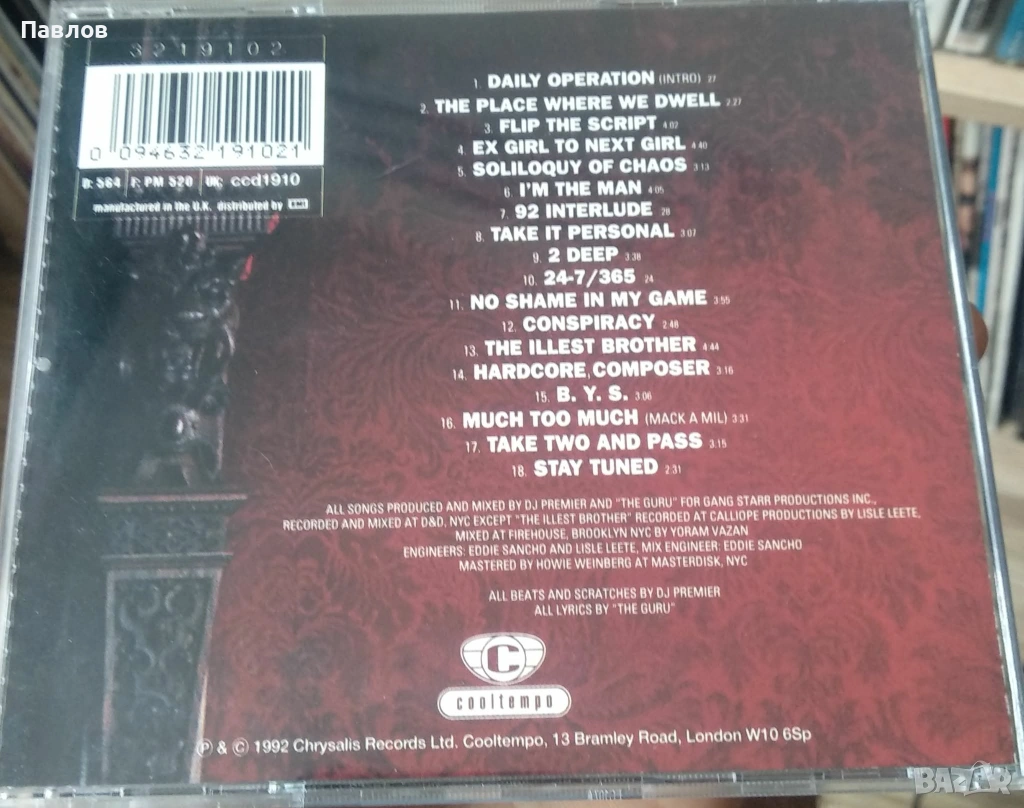 Павлов
3219102
0 094632 191021
D: 564 F: PM 520 UK: ccd1910
manufactured in the U.K. distributed by EMI
1. DAILY OPERATION (INTRO) 27
2. THE PLACE WHERE WE DWELL 2:27
3. FLIP THE SCRIPT 4:02
4. EX GIRL TO NEXT GIRL 4:40
5. SOLILOQUY OF CHAOS 3:13
6. I'M THE MAN 4:05
7. 92 INTERLUDE 28
8. TAKE IT PERSONAL 3:07
9. 2 DEEP 3:38
10. 24-7/365 24
11. NO SHAME IN MY GAME 3:55
12. CONSPIRACY 2:48
13. THE ILLEST BROTHER 4:44
14. HARDCORE, COMPOSER 3:16
15. B. Y. S. 3:06
16. MUCH TOO MUCH (MACK A MIL) 3:31
17. TAKE TWO AND PASS 3:15
18. STAY TUNED 2:31
ALL SONGS PRODUCED AND MIXED BY DJ PREMIER AND "THE GURU" FOR GANG STARR PRODUCTIONS INC.,
RECORDED AND MIXED AT D&D, NYC EXCEPT "THE ILLEST BROTHER" RECORDED AT CALLIOPE PRODUCTIONS BY LISLE LEETE,
MIXED AT FIREHOUSE, BROOKLYN NYC BY YORAM VAZAN
ENGINEERS: EDDIE SANCHO AND LISLE LEETE, MIX ENGINEER: EDDIE SANCHO
MASTERED BY HOWIE WEINBERG AT MASTERDISK, NYC
ALL BEATS AND SCRATCHES BY DJ PREMIER
ALL LYRICS BY "THE GURU"
C
cooltempo
℗ & © 1992 Chrysalis Records Ltd. Cooltempo, 13 Bramley Road, London W10 6Sp
BAZAR